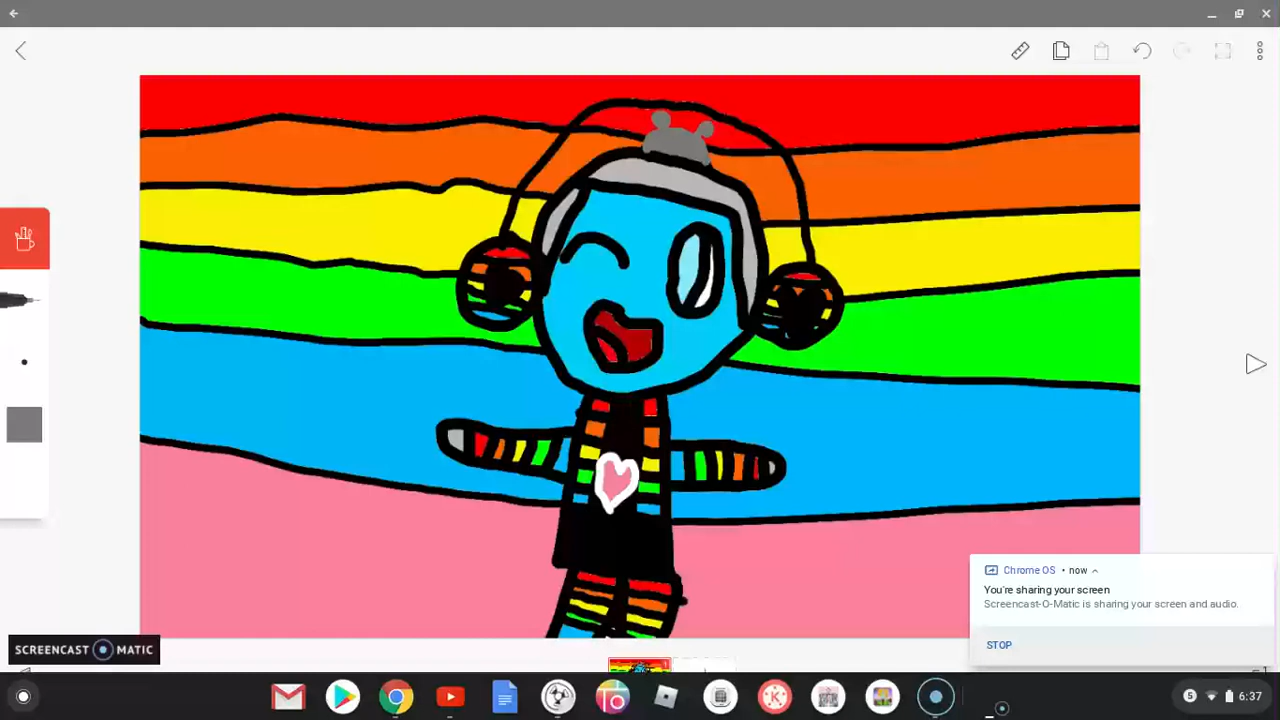 Chrome OS • now
You're sharing your screen
Screencast-O-Matic is sharing your screen and audio.
STOP
SCREENCAST MATIC
5 6:37